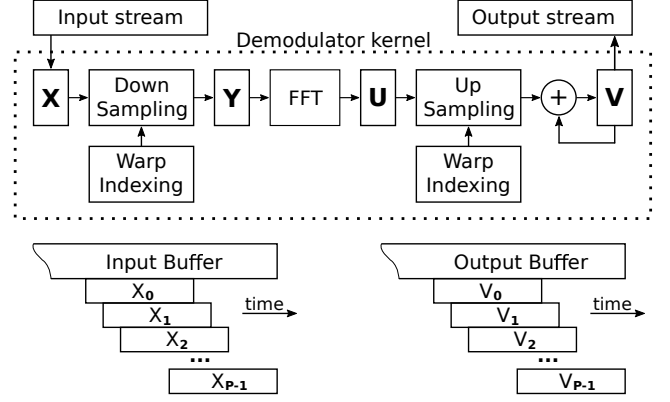 Input stream
Output stream
Demodulator kernel
X
Down
Sampling
Y
FFT
U
Up
Sampling
+
V
Warp
Indexing
Warp
Indexing
Input Buffer
X0
X1
X2
...
XP-1
time
Output Buffer
V0
V1
V2
...
VP-1
time